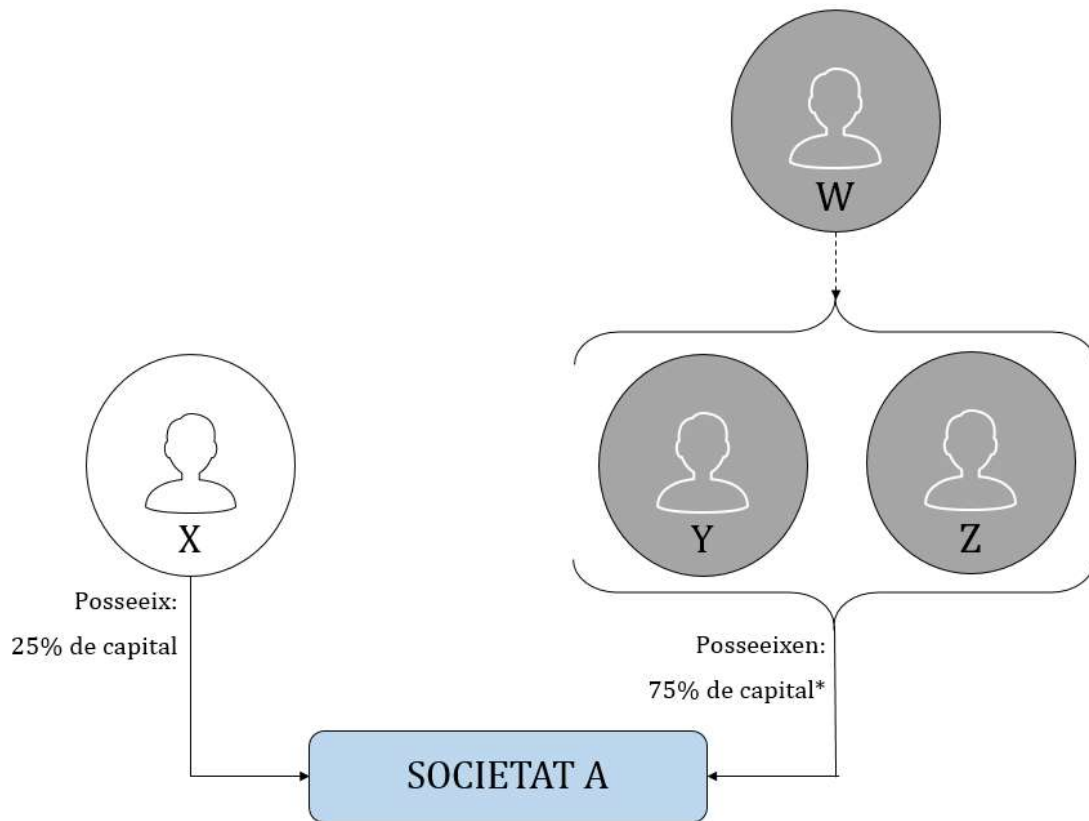 W
X
Y
Z
Posseeix:
25% de capital
Posseeixen:
75% de capital*
SOCIETAT A